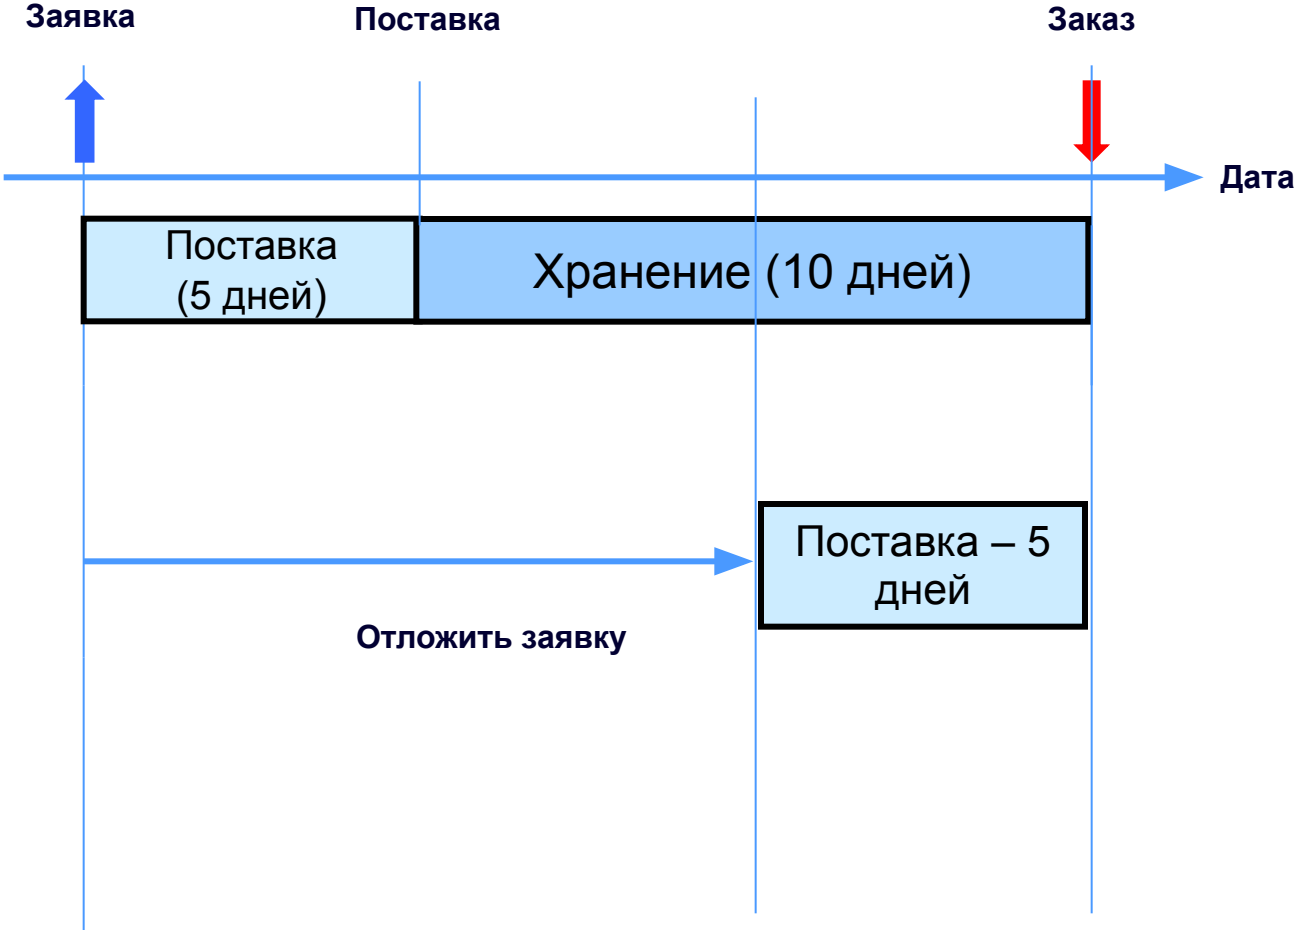 Заявка
Поставка
Заказ
Дата
Поставка
(5 дней)
Хранение (10 дней)
Поставка – 5
дней
Отложить заявку